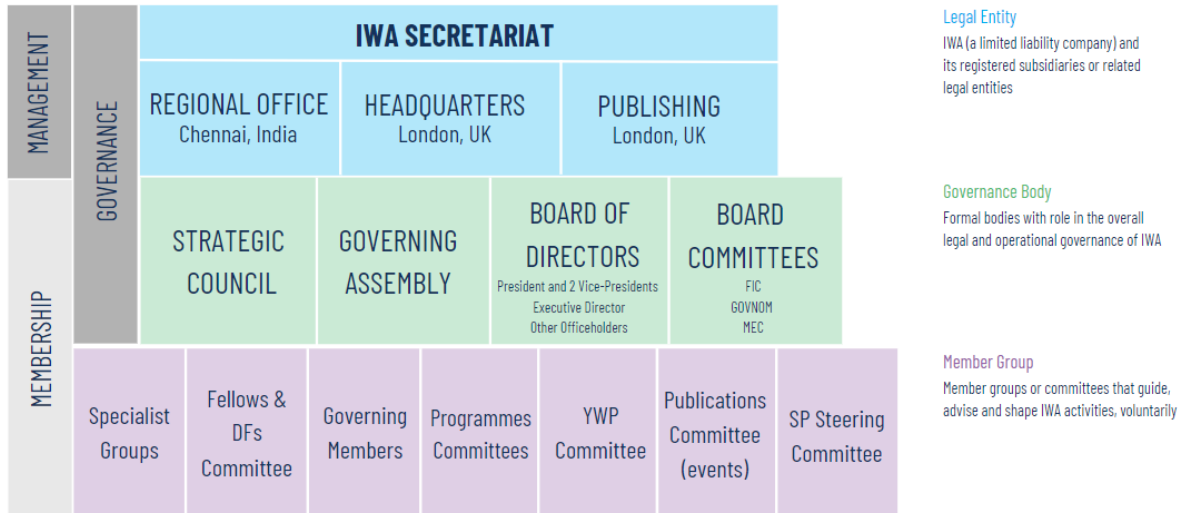 MANAGEMENT
GOVERNANCE
MEMBERSHIP
IWA SECRETARIAT
REGIONAL OFFICE
Chennai, India
HEADQUARTERS
London, UK
PUBLISHING
London, UK
STRATEGIC
COUNCIL
GOVERNING
ASSEMBLY
BOARD OF
DIRECTORS
President and 2 Vice-Presidents
Executive Director
Other Officeholders
BOARD
COMMITTEES
FIC
GOVNOM
MEC
Specialist
Groups
Fellows &
DFs
Committee
Governing
Members
Programmes
Committees
YWP
Committee
Publications
Committee
(events)
SP Steering
Committee
Legal Entity
IWA (a limited liability company) and
its registered subsidiaries or related
legal entities
Governance Body
Formal bodies with role in the overall
legal and operational governance of IWA
Member Group
Member groups or committees that guide,
advise and shape IWA activities, voluntarily